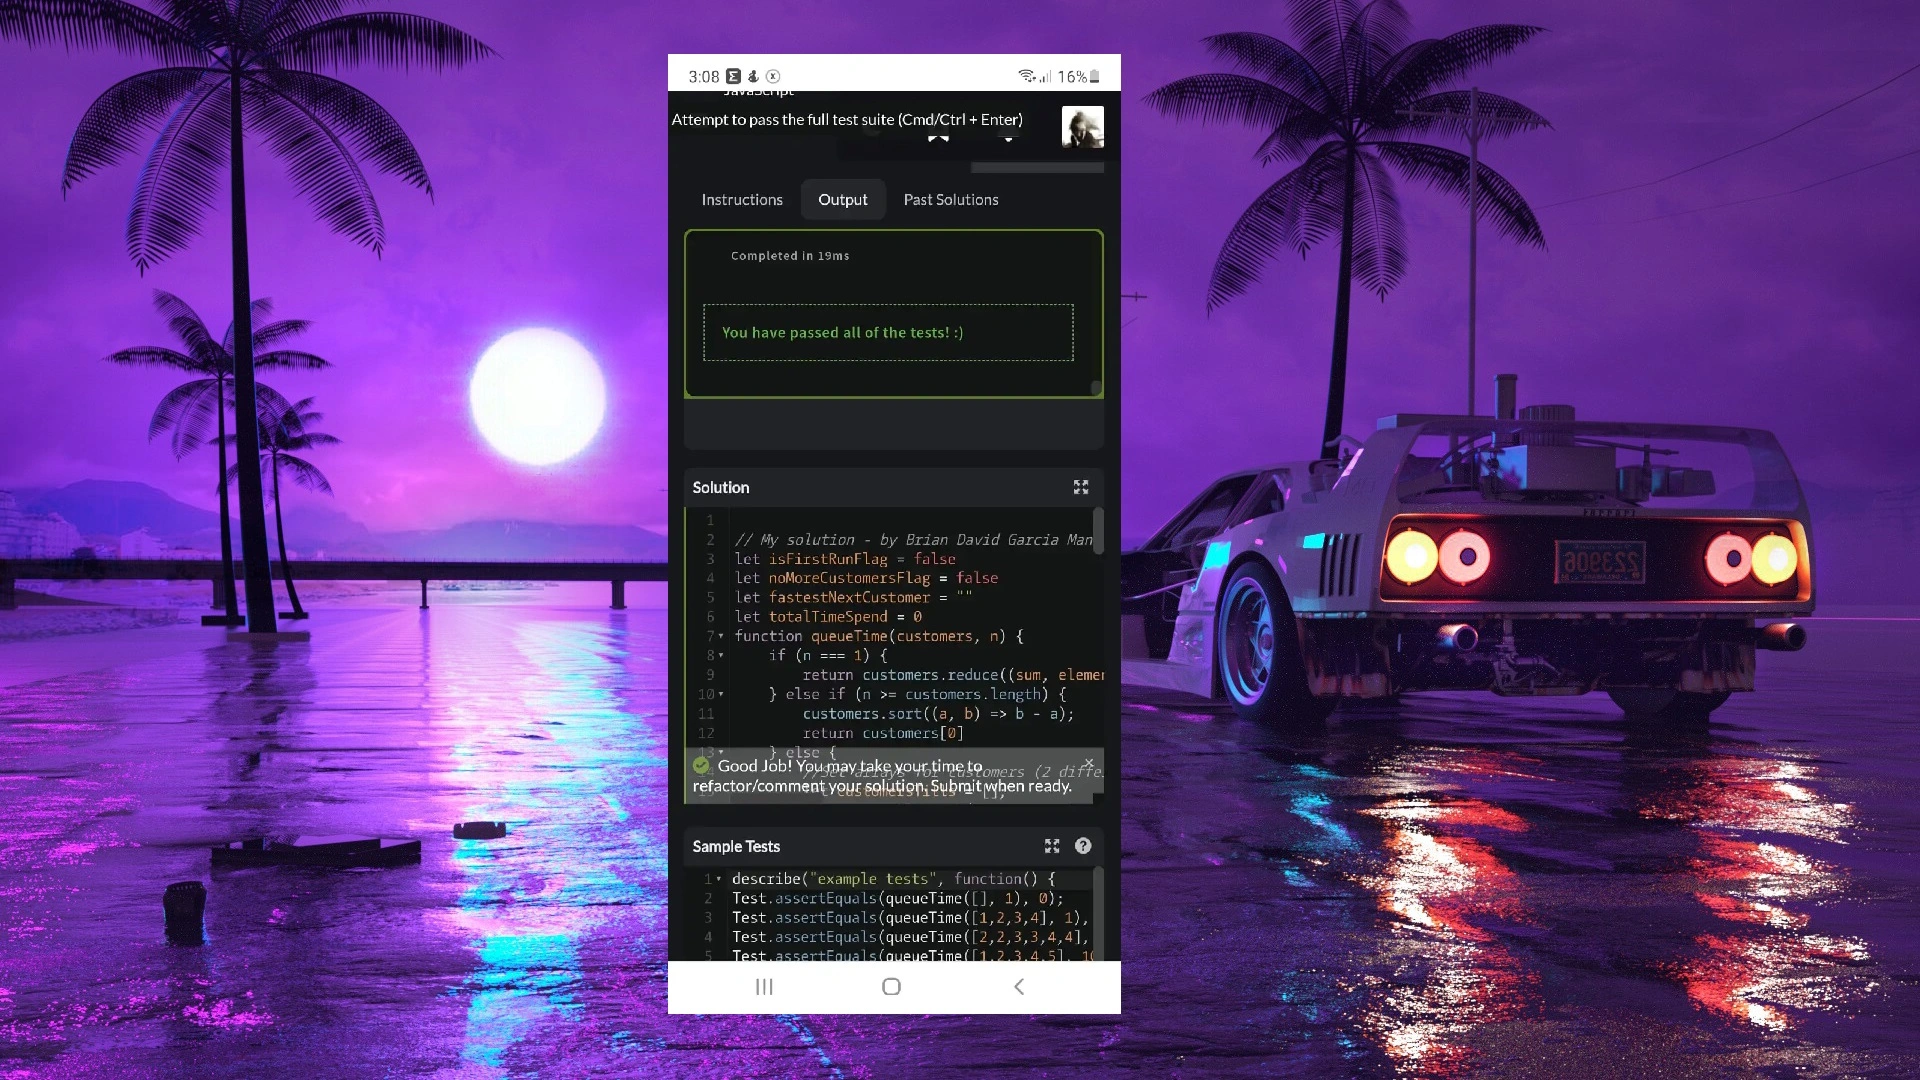 3:08
16%
JavaScript
Attempt to pass the full test suite (Cmd/Ctrl + Enter)
Instructions
Output
Past Solutions
Completed in 19ms
You have passed all of the tests! :)
Solution
1
2 // My solution - by Brian David Garcia Man
3 let isFirstRunFlag = false
4 let noMoreCustomersFlag = false
5 let fastestNextCustomer = ""
6 let totalTimeSpend = 0
7 function queueTime(customers, n) {
8 if (n === 1) {
9 return customers.reduce((sum, elemen
10 } else if (n >= customers.length) {
11 customers.sort((a, b) => b - a);
12 return customers[0]
13 } else {
Good Job! You may take your time to
refactor/comment your solution. Submit when ready.
Sample Tests
1 describe("example tests", function() {
2 Test.assertEquals(queueTime([], 1), 0);
3 Test.assertEquals(queueTime([1,2,3,4], 1),
4 Test.assertEquals(queueTime([2,2,3,3,4,4],
5 Test.assertEquals(queueTime([1,2,3,4,5], 10